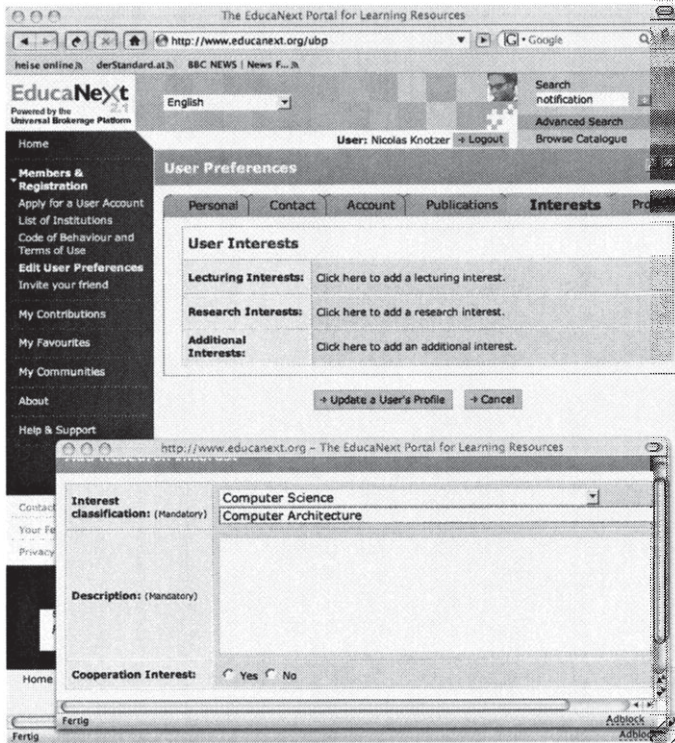 The EducaNext Portal for Learning Resources
http://www.educanext.org/ubp
G
Google
heise online
derStandard.at
BBC NEWS | News F...
EducaNext
2.1
Powered by the
Universal Brokerage Platform
English
Search
notification
Advanced Search
Browse Catalogue
User: Nicolas Knotzer
Logout
Home
Members &
Registration
Apply for a User Account
List of Institutions
Code of Behaviour and
Terms of Use
Edit User Preferences
Invite your friend
My Contributions
My Favourites
My Communities
About
Help & Support
User Preferences
Personal
Contact
Account
Publications
Interests
User Interests
Lecturing Interests: Click here to add a lecturing interest.
Research Interests: Click here to add a research interest.
Additional
Interests: Click here to add an additional interest.
Update a User's Profile
Cancel
Contact
Your Fe
Privacy
Home
http://www.educanext.org – The EducaNext Portal for Learning Resources
Interest
classification: (Mandatory)
Computer Science
Computer Architecture
Description: (Mandatory)
Cooperation Interest: Yes No
Fertig
Adblock
Fertig
Adblock